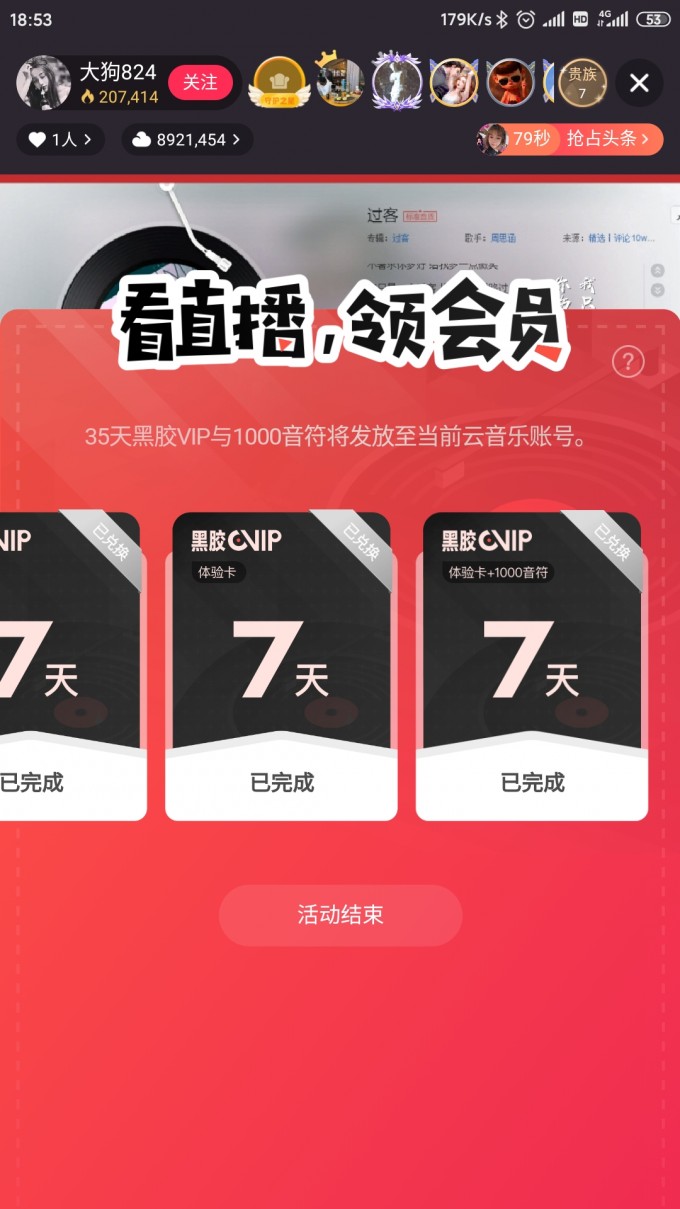 18:53
179K/s
HD
4G
53
大狗824
207,414
关注
守护之星
贵族
7
1人
8921,454
79秒
抢占头条
过客
专辑：过客
歌手：周思涵
看直播，领会员
?
35天黑胶VIP与1000音符将发放至当前云音乐账号。
VIP
已兑换
7天
已完成
黑胶VIP
已兑换
体验卡
7天
已完成
黑胶VIP
已兑换
体验卡+1000音符
7天
已完成
活动结束